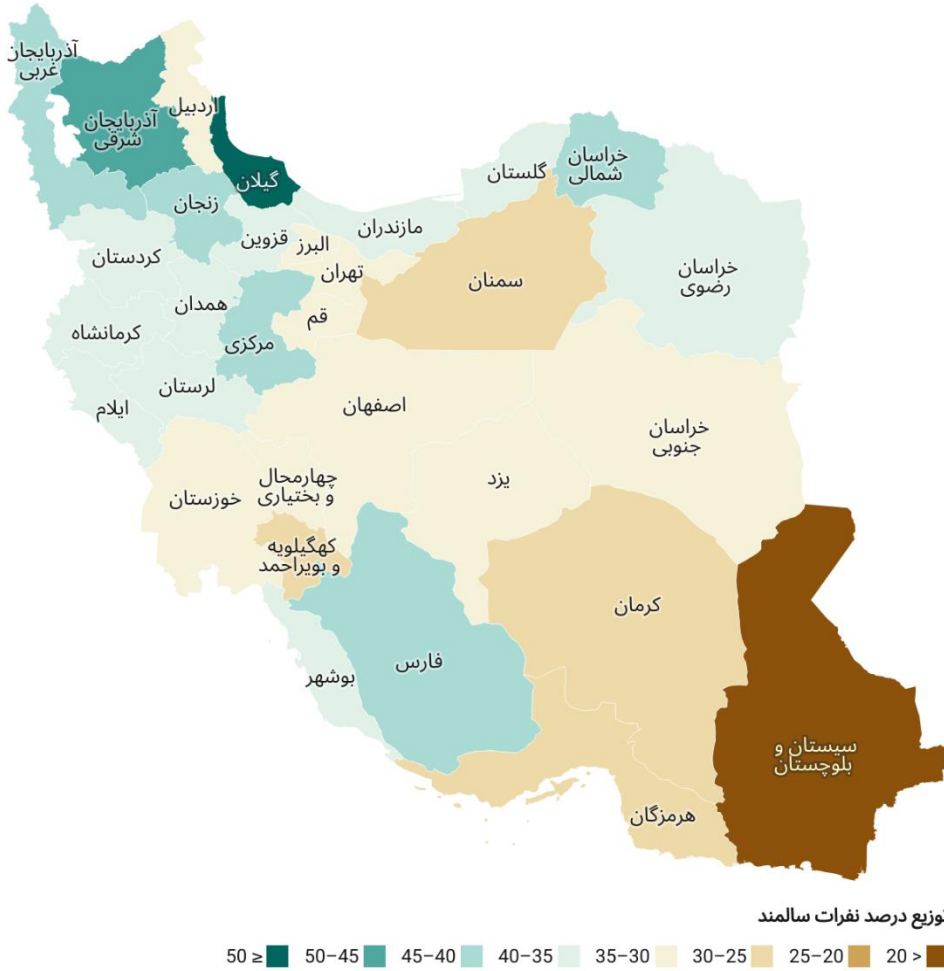 آذربایجان
غربی
آذربایجان
شرقی
اردبیل
گیلان
زنجان
کردستان
قزوین
البرز
تهران
مازندران
گلستان
خراسان
شمالی
خراسان
رضوی
سمنان
همدان
مرکزی
قم
کرمانشاه
لرستان
ایلام
اصفهان
خراسان
جنوبی
یزد
چهارمحال
و بختیاری
خوزستان
کهگیلویه
و بویراحمد
کرمان
فارس
بوشهر
سیستان و
بلوچستان
هرمزگان
توزیع درصد نفرات سالمند
20 > 25–20 30–25 35–30 40–35 45–40 50–45 50 ≤